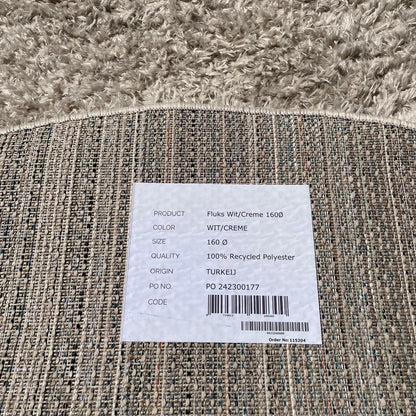 PRODUCT Fluks Wit/Creme 160Ø
COLOR WIT/CREME
SIZE 160 Ø
QUALITY 100% Recycled Polyester
ORIGIN TURKEIJ
PO NO. PO 242300177
CODE
Order No:115204